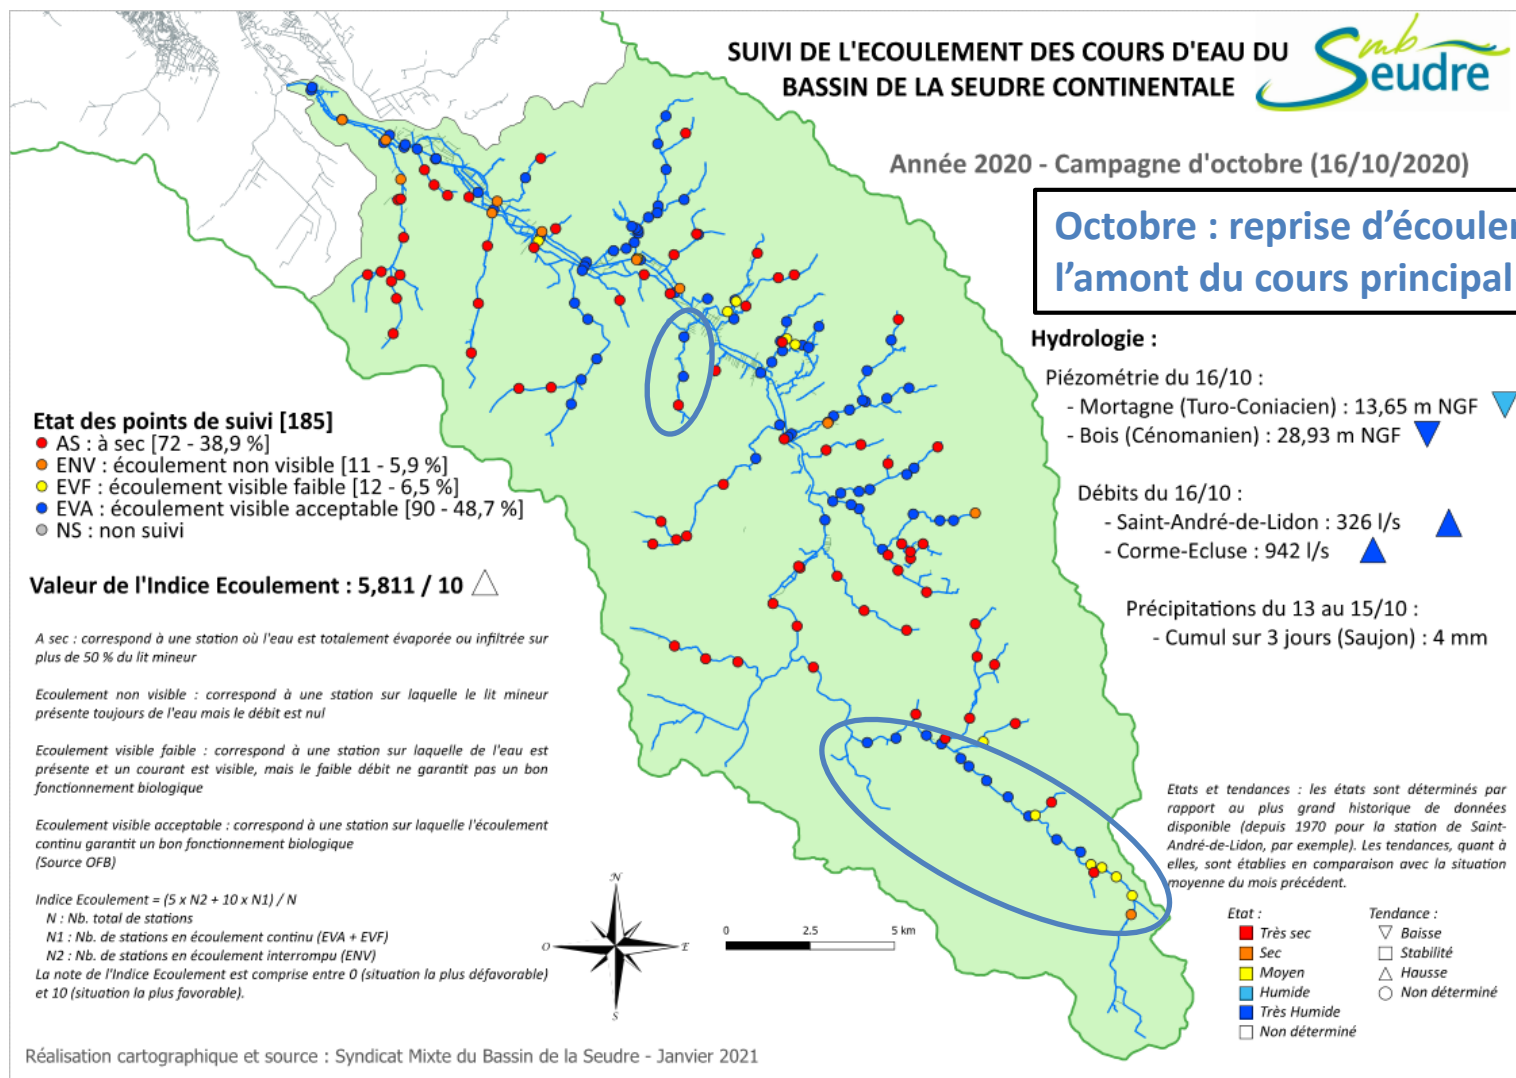 SUIVI DE L'ECOULEMENT DES COURS D'EAU DU
BASSIN DE LA SEUDRE CONTINENTALE
smb
Seudre
Année 2020 - Campagne d'octobre (16/10/2020)
Octobre : reprise d'écoulem
l'amont du cours principal
Hydrologie :
Piézométrie du 16/10 :
- Mortagne (Turo-Coniacien) : 13,65 m NGF
- Bois (Cénomanien) : 28,93 m NGF
Débits du 16/10 :
- Saint-André-de-Lidon : 326 l/s
- Corme-Ecluse : 942 l/s
Précipitations du 13 au 15/10 :
- Cumul sur 3 jours (Saujon) : 4 mm
Etat des points de suivi [185]
AS : à sec [72 - 38,9 %]
ENV : écoulement non visible [11 - 5,9 %]
EVF : écoulement visible faible [12 - 6,5 %]
EVA : écoulement visible acceptable [90 - 48,7 %]
NS : non suivi
Valeur de l'Indice Ecoulement : 5,811 / 10
A sec : correspond à une station où l'eau est totalement évaporée ou infiltrée sur
plus de 50 % du lit mineur
Ecoulement non visible : correspond à une station sur laquelle le lit mineur
présente toujours de l'eau mais le débit est nul
Ecoulement visible faible : correspond à une station sur laquelle de l'eau est
présente et un courant est visible, mais le faible débit ne garantit pas un bon
fonctionnement biologique
Ecoulement visible acceptable : correspond à une station sur laquelle l'écoulement
continu garantit un bon fonctionnement biologique
(Source OFB)
Indice Ecoulement = (5 x N2 + 10 x N1) / N
N : Nb. total de stations
N1 : Nb. de stations en écoulement continu (EVA + EVF)
N2 : Nb. de stations en écoulement interrompu (ENV)
La note de l'Indice Ecoulement est comprise entre 0 (situation la plus défavorable)
et 10 (situation la plus favorable).
N
O
E
S
0 2.5 5 km
Etats et tendances : les états sont déterminés par
rapport au plus grand historique de données
disponible (depuis 1970 pour la station de Saint-
André-de-Lidon, par exemple). Les tendances, quant à
elles, sont établies en comparaison avec la situation
moyenne du mois précédent.
Etat :
Très sec
Sec
Moyen
Humide
Très Humide
Non déterminé
Tendance :
Baisse
Stabilité
Hausse
Non déterminé
Réalisation cartographique et source : Syndicat Mixte du Bassin de la Seudre - Janvier 2021